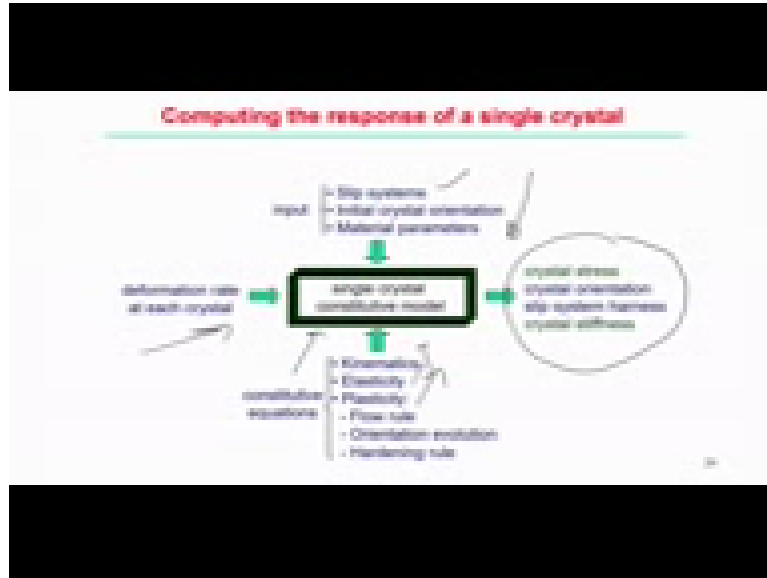 Computing the response of a single crystal
input
• Slip systems
• Initial crystal orientation
• Material parameters
deformation rate
at each crystal
single crystal
constitutive model
crystal stress
crystal orientation
slip system harness
crystal stiffness
constitutive
equations
• Kinematics
• Elasticity
• Plasticity
- Flow rule
- Orientation evolution
- Hardening rule